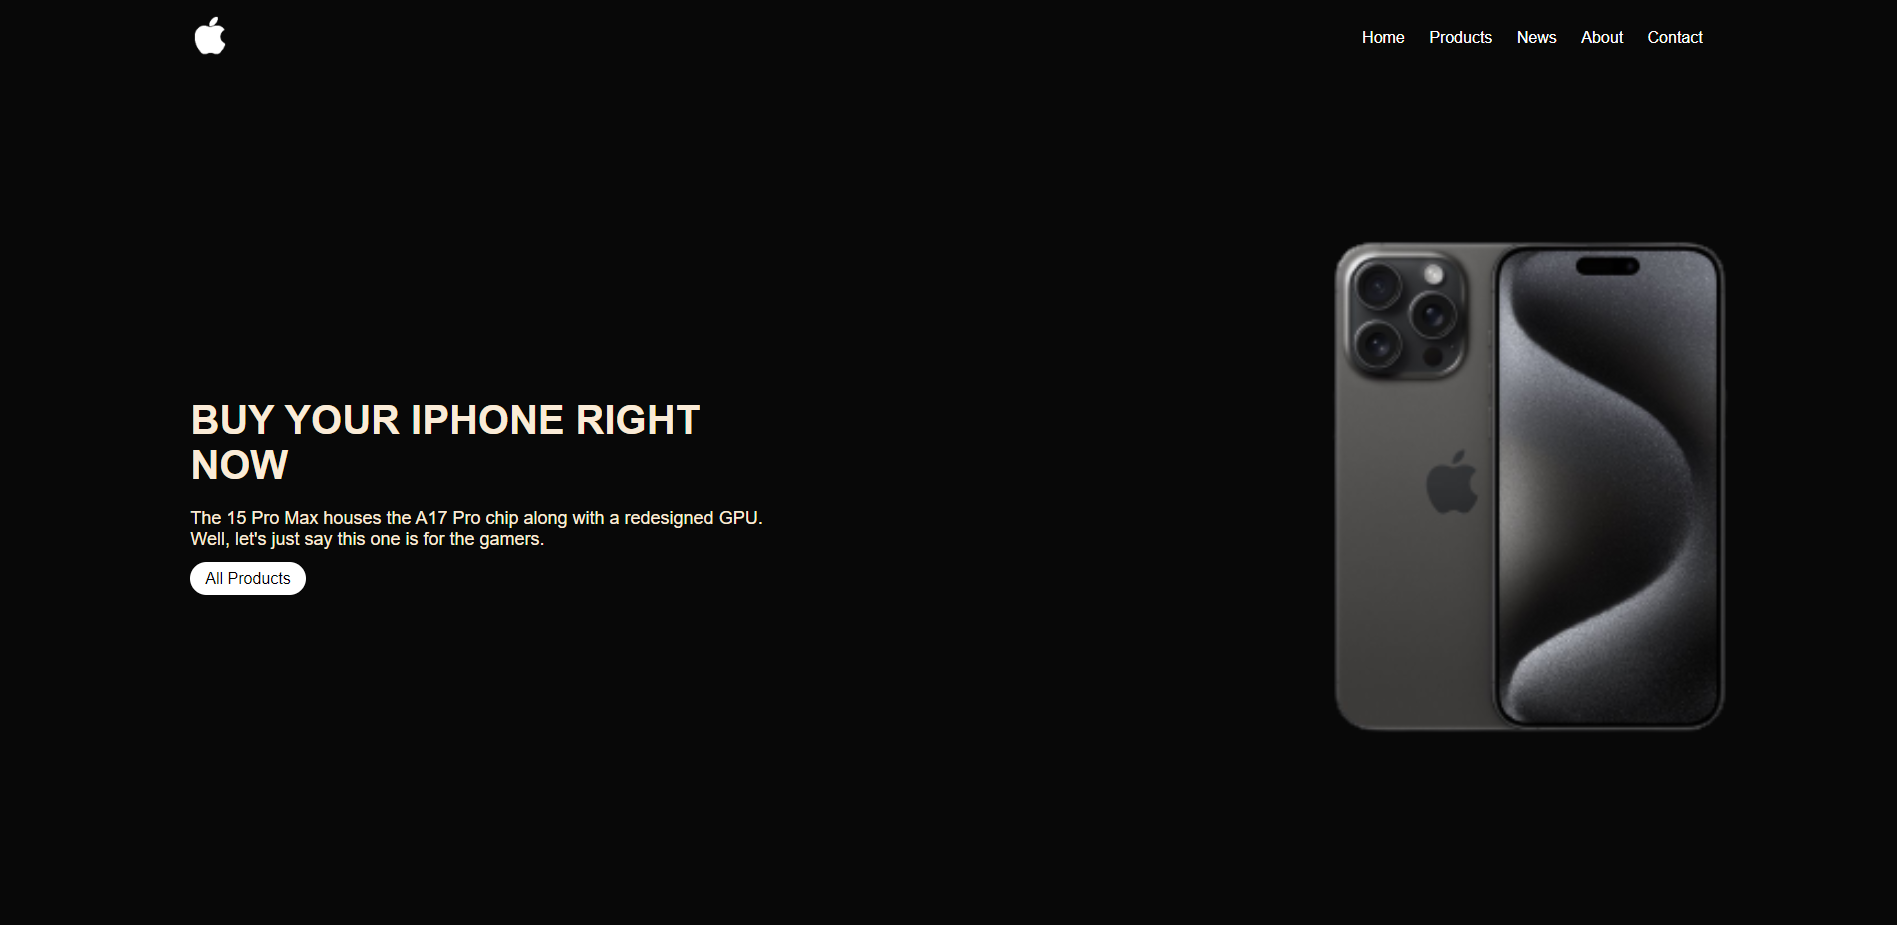 Home Products News About Contact
BUY YOUR IPHONE RIGHT
NOW
The 15 Pro Max houses the A17 Pro chip along with a redesigned GPU.
Well, let's just say this one is for the gamers.
All Products